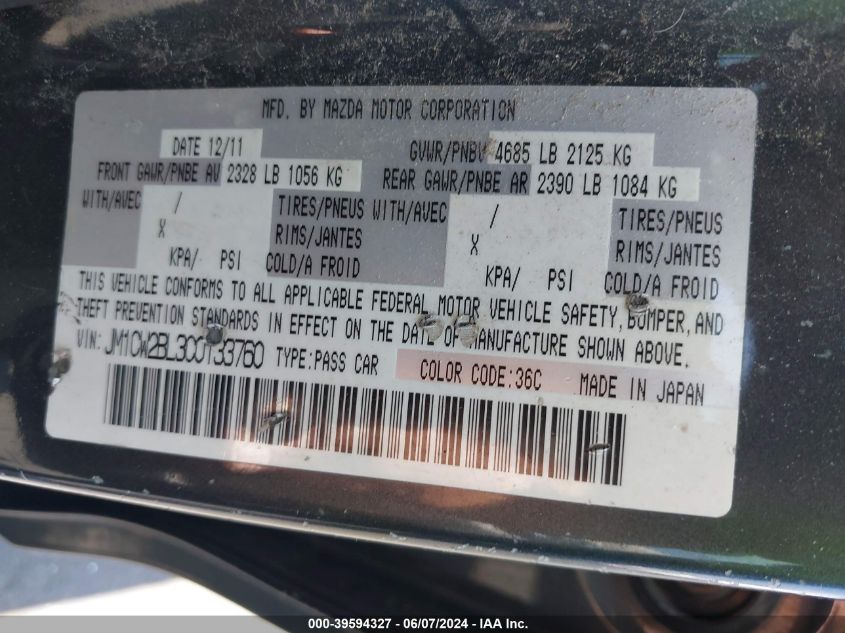 MFD. BY MAZDA MOTOR CORPORATION
DATE 12/11 GVWR/PNBV 4685 LB 2125 KG
FRONT GAWR/PNBE AV 2328 LB 1056 KG REAR GAWR/PNBE AR 2390 LB 1084 KG
WITH/AVEC / TIRES/PNEUS WITH/AVEC / TIRES/PNEUS
X RIMS/JANTES X RIMS/JANTES
KPA/ PSI COLD/A FROID KPA/ PSI COLD/A FROID
THIS VEHICLE CONFORMS TO ALL APPLICABLE FEDERAL MOTOR VEHICLE SAFETY, BUMPER, AND
THEFT PREVENTION STANDARDS IN EFFECT ON THE DATE OF MANUFACTURE SHOWN ABOVE.
VIN: JM1CW2BL3C0133760 TYPE:PASS CAR COLOR CODE:36C MADE IN JAPAN
000-39594327 - 06/07/2024 - IAA Inc.